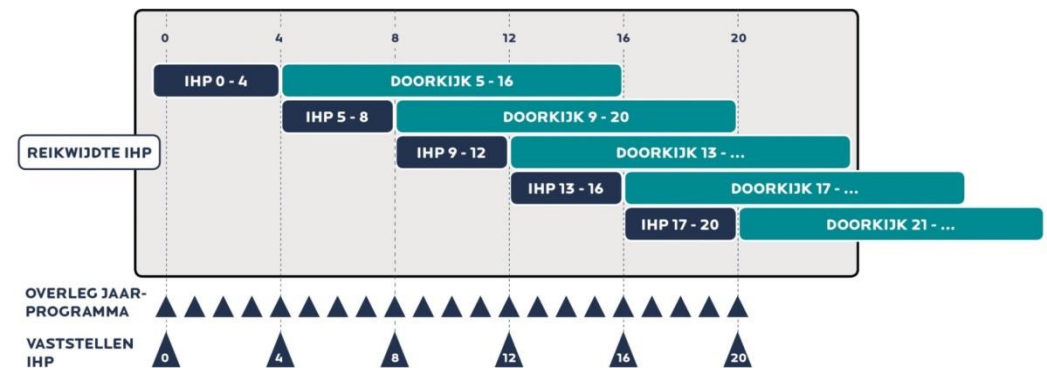 0 4 8 12 16 20
IHP 0 - 4 DOORKIJK 5 - 16
IHP 5 - 8 DOORKIJK 9 - 20
REIKWIJDTE IHP
IHP 9 - 12 DOORKIJK 13 - ...
IHP 13 - 16 DOORKIJK 17 - ...
IHP 17 - 20 DOORKIJK 21 - ...
OVERLEG JAAR-
PROGRAMMA
VASTSTELLEN
IHP
0 4 8 12 16 20